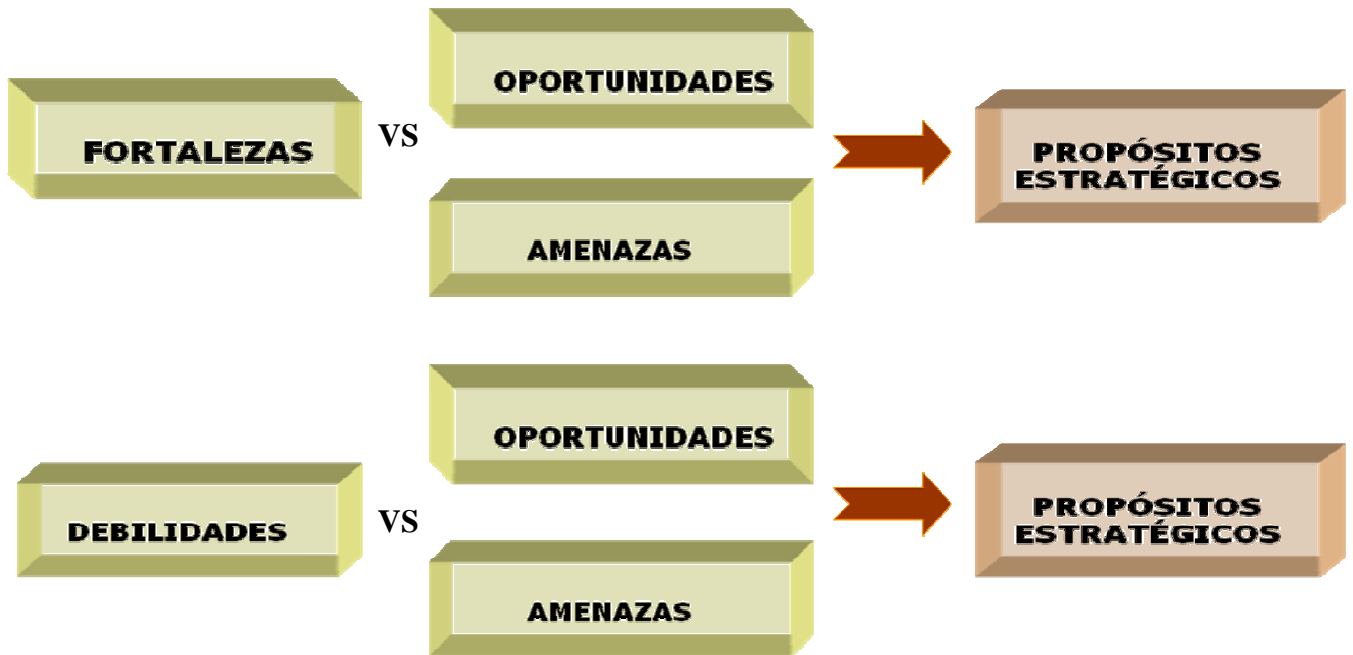 FORTALEZAS
VS
OPORTUNIDADES
AMENAZAS
PROPÓSITOS
ESTRATÉGICOS
DEBILIDADES
VS
OPORTUNIDADES
AMENAZAS
PROPÓSITOS
ESTRATÉGICOS